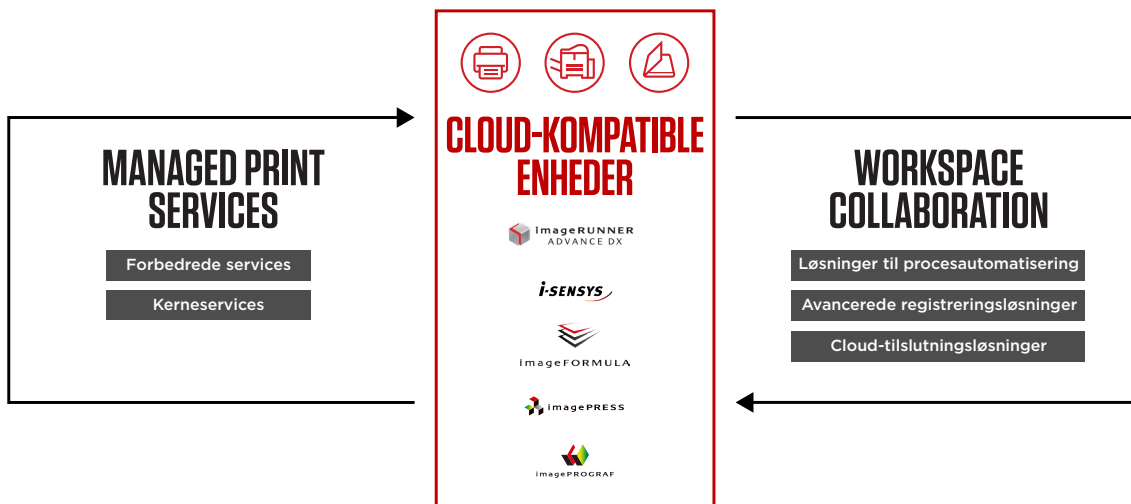 MANAGED PRINT
SERVICES
Forbedrede services
Kerneservices
CLOUD-KOMPATIBLE
ENHEDER
imageRUNNER
ADVANCE DX
i-SENSYS
imageFORMULA
imagePRESS
imagePROGRAF
WORKSPACE
COLLABORATION
Løsninger til procesautomatisering
Avancerede registreringsløsninger
Cloud-tilslutningsløsninger